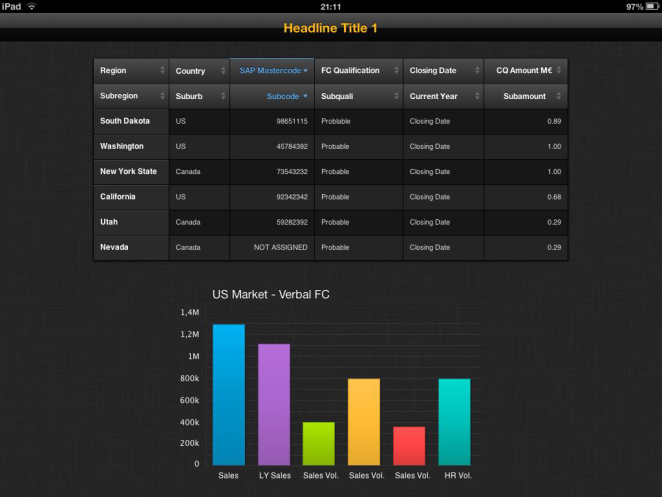 iPad 21:11 97%
Headline Title 1
Region Country SAP Mastercode FC Qualification Closing Date CQ Amount M€
Subregion Suburb Subcode Subquali Current Year Subamount
South Dakota US 98651115 Problable Closing Date 0.89
Washington US 45784392 Probable Closing Date 1.00
New York State Canada 73543232 Probable Closing Date 1.00
California US 92342342 Probable Closing Date 0.68
Utah Canada 59282392 Probable Closing Date 0.29
Nevada Canada NOT ASSIGNED Probable Closing Date 0.29
US Market - Verbal FC
1,4M
1,2M
1M
800k
600k
400k
200k
0
Sales LY Sales Sales Vol. Sales Vol. Sales Vol. HR Vol.